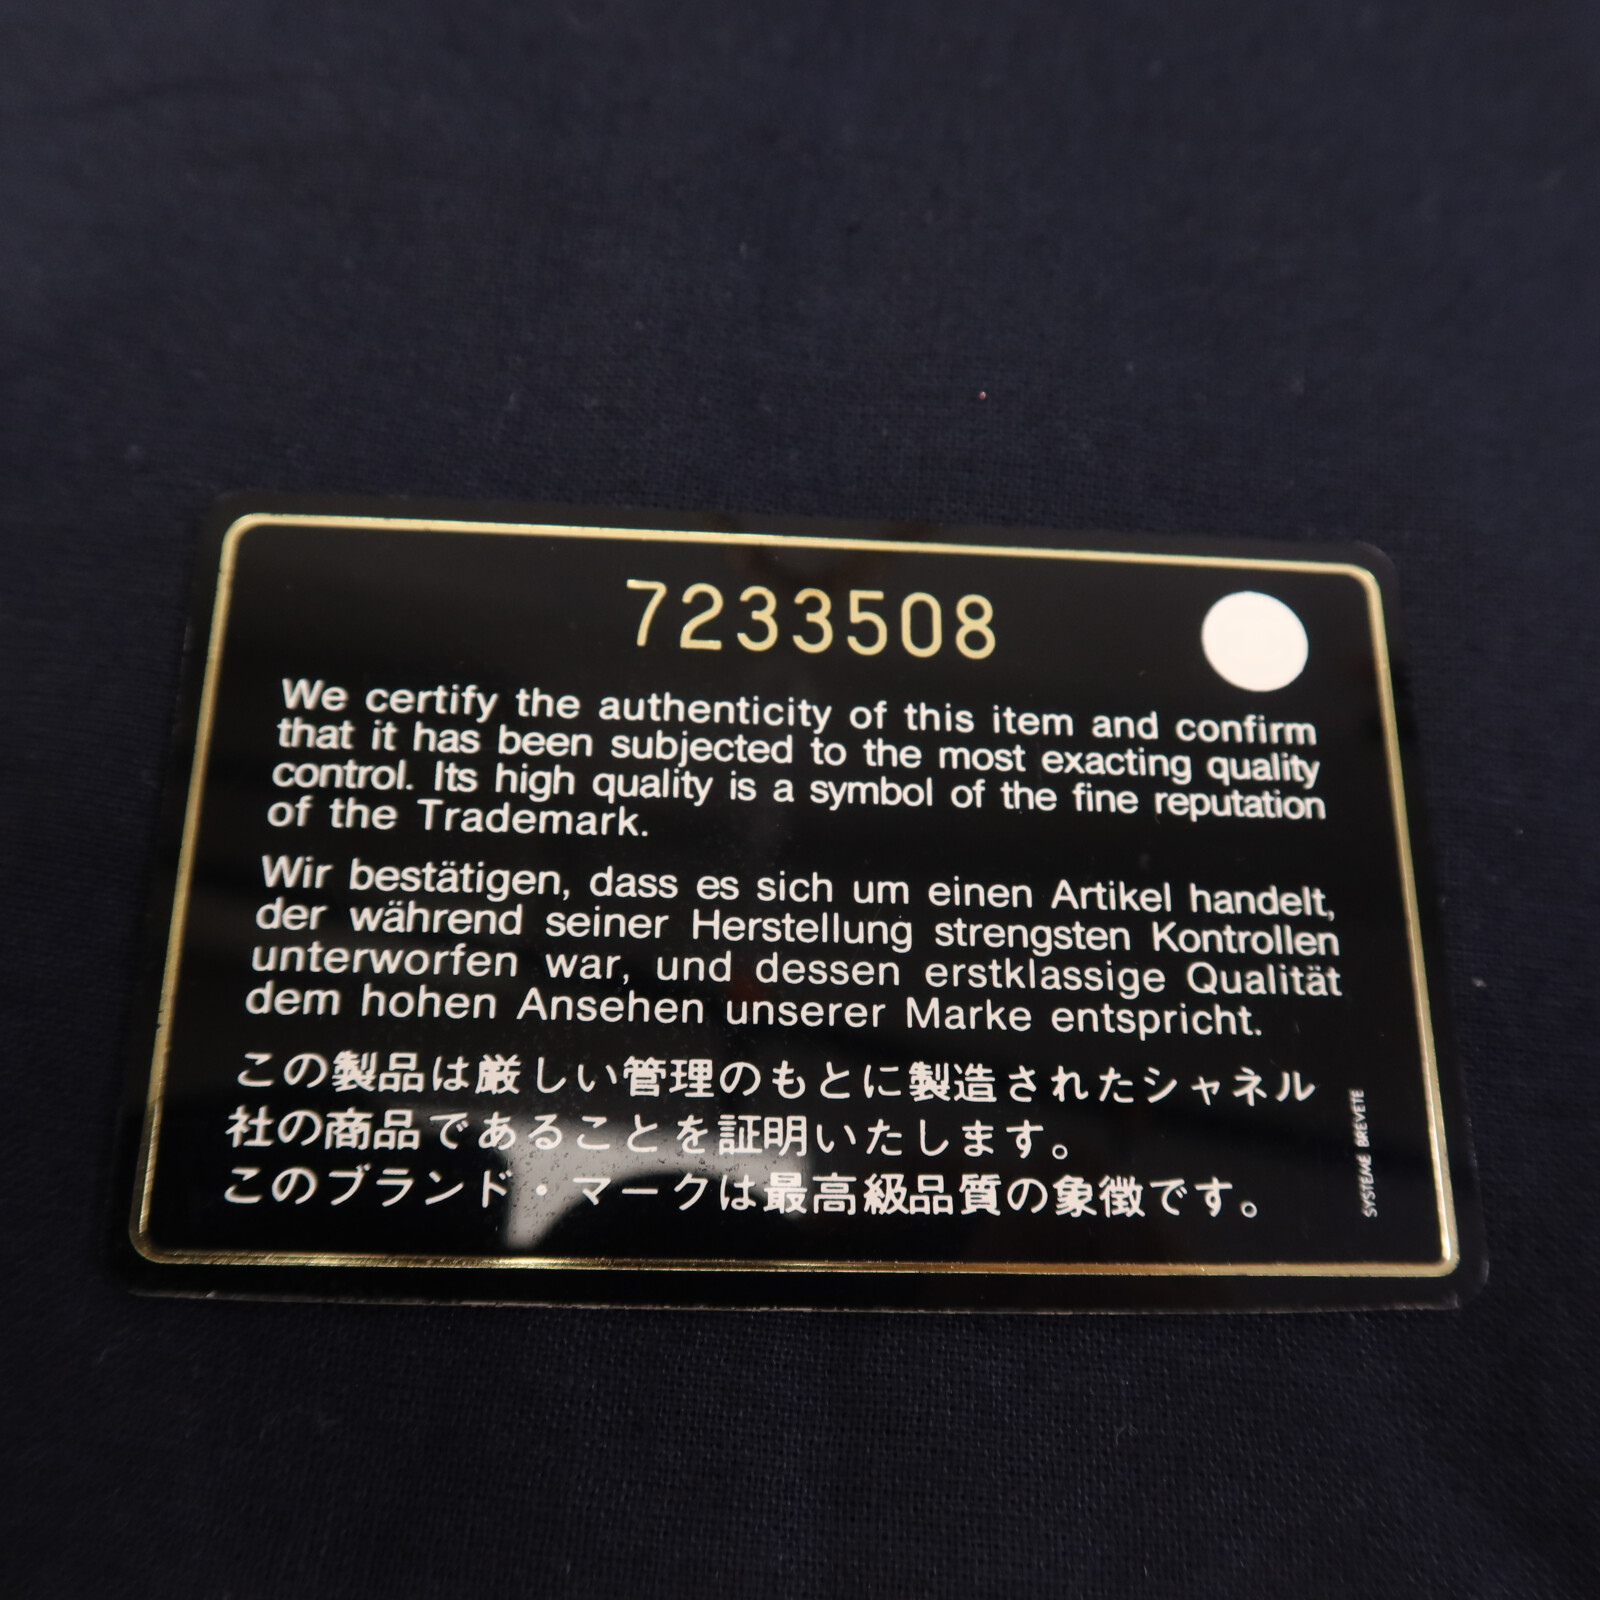 7233508
We certify the authenticity of this item and confirm
that it has been subjected to the most exacting quality
control. Its high quality is a symbol of the fine reputation
of the Trademark.
Wir bestätigen, dass es sich um einen Artikel handelt,
der während seiner Herstellung strengsten Kontrollen
unterworfen war, und dessen erstklassige Qualität
dem hohen Ansehen unserer Marke entspricht.
この製品は厳しい管理のもとに製造されたシャネル
社の商品であることを証明いたします。
このブランド・マークは最高級品質の象徴です。
SYSTEME BREVETE